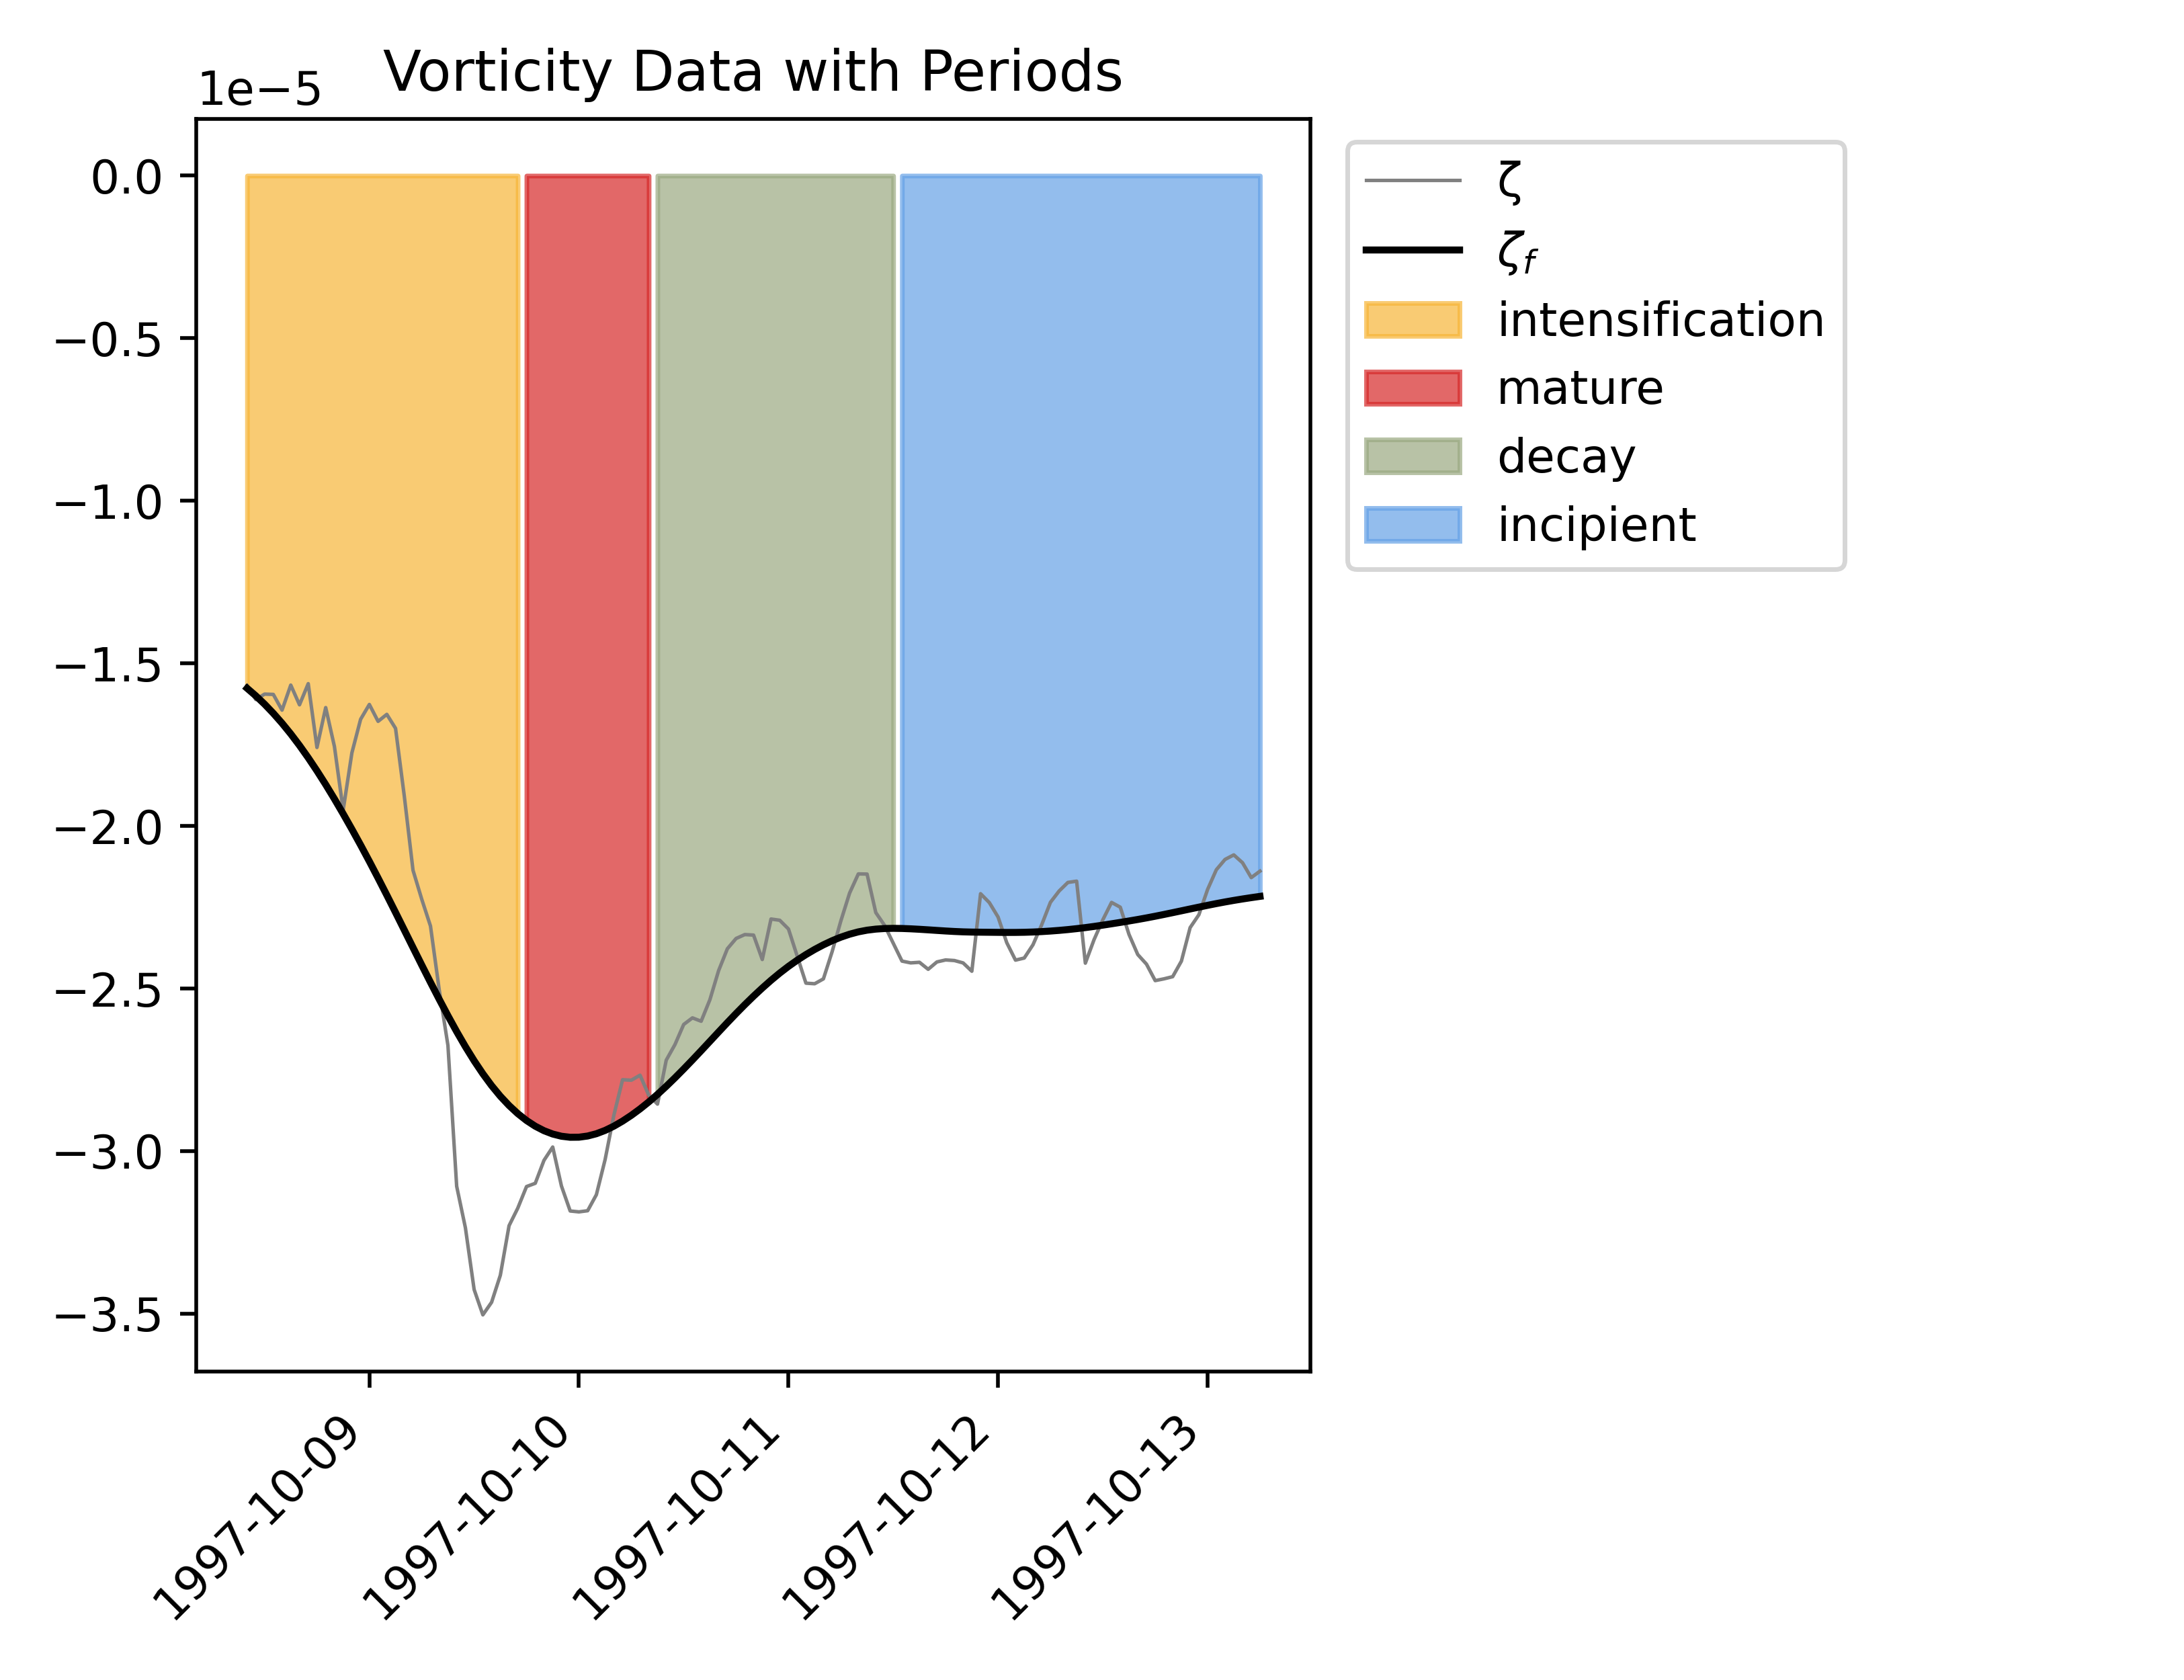 Vorticity Data with Periods
1e−5
0.0
−0.5
−1.0
−1.5
−2.0
−2.5
−3.0
−3.5
1997-10-09
1997-10-10
1997-10-11
1997-10-12
1997-10-13
ζ
ζf
intensification
mature
decay
incipient